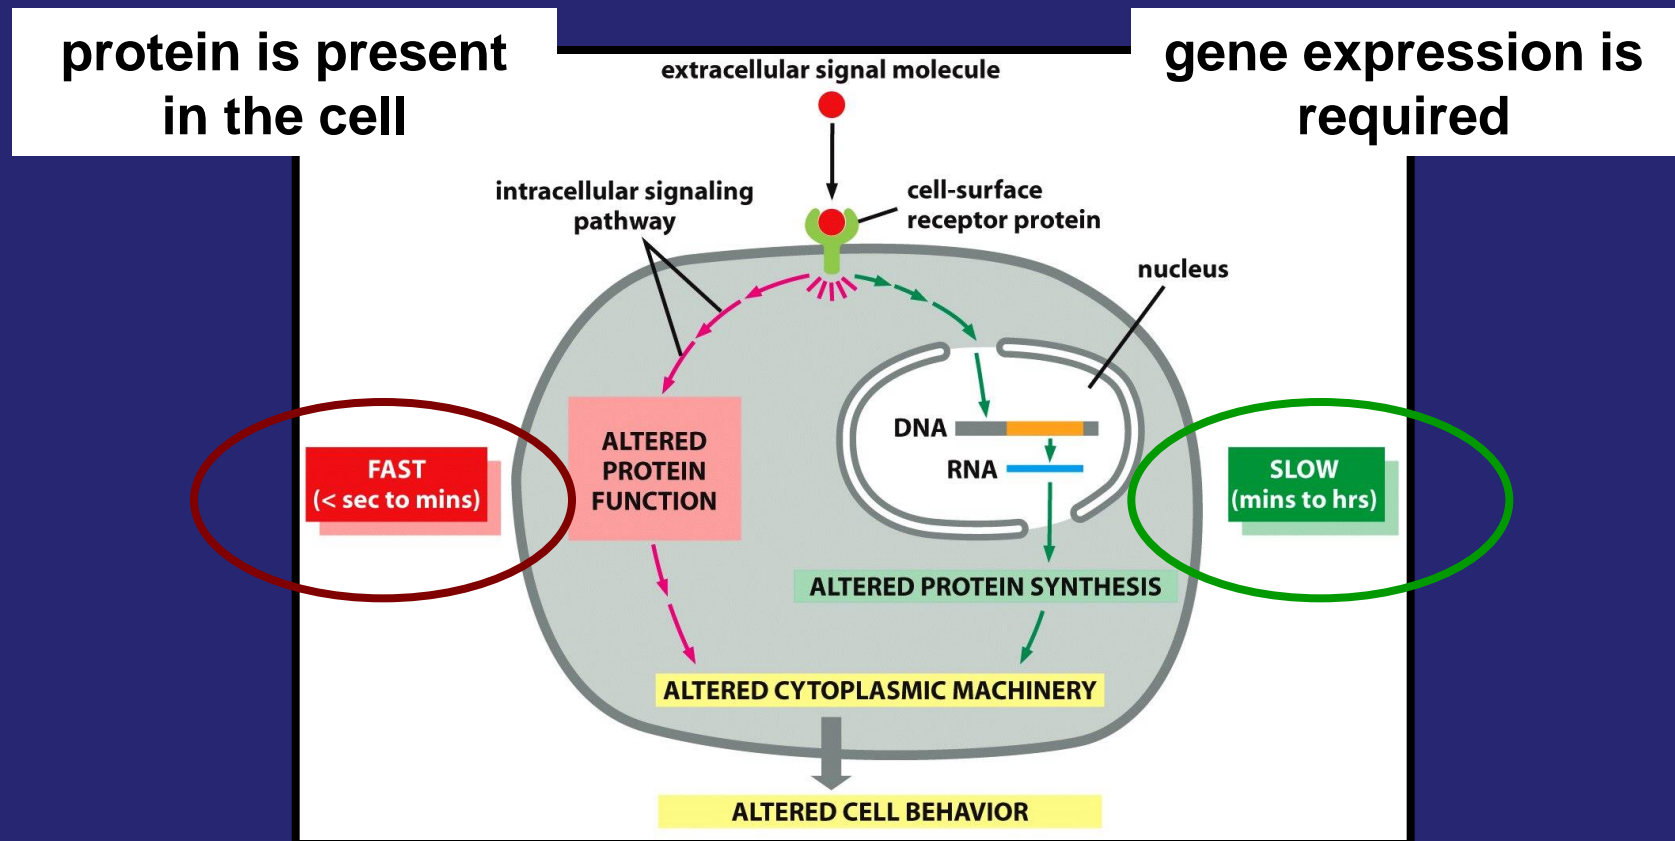 protein is present
in the cell
gene expression is
required
extracellular signal molecule
intracellular signaling
pathway
cell-surface
receptor protein
nucleus
DNA
RNA
FAST
(< sec to mins)
ALTERED
PROTEIN
FUNCTION
SLOW
(mins to hrs)
ALTERED PROTEIN SYNTHESIS
ALTERED CYTOPLASMIC MACHINERY
ALTERED CELL BEHAVIOR